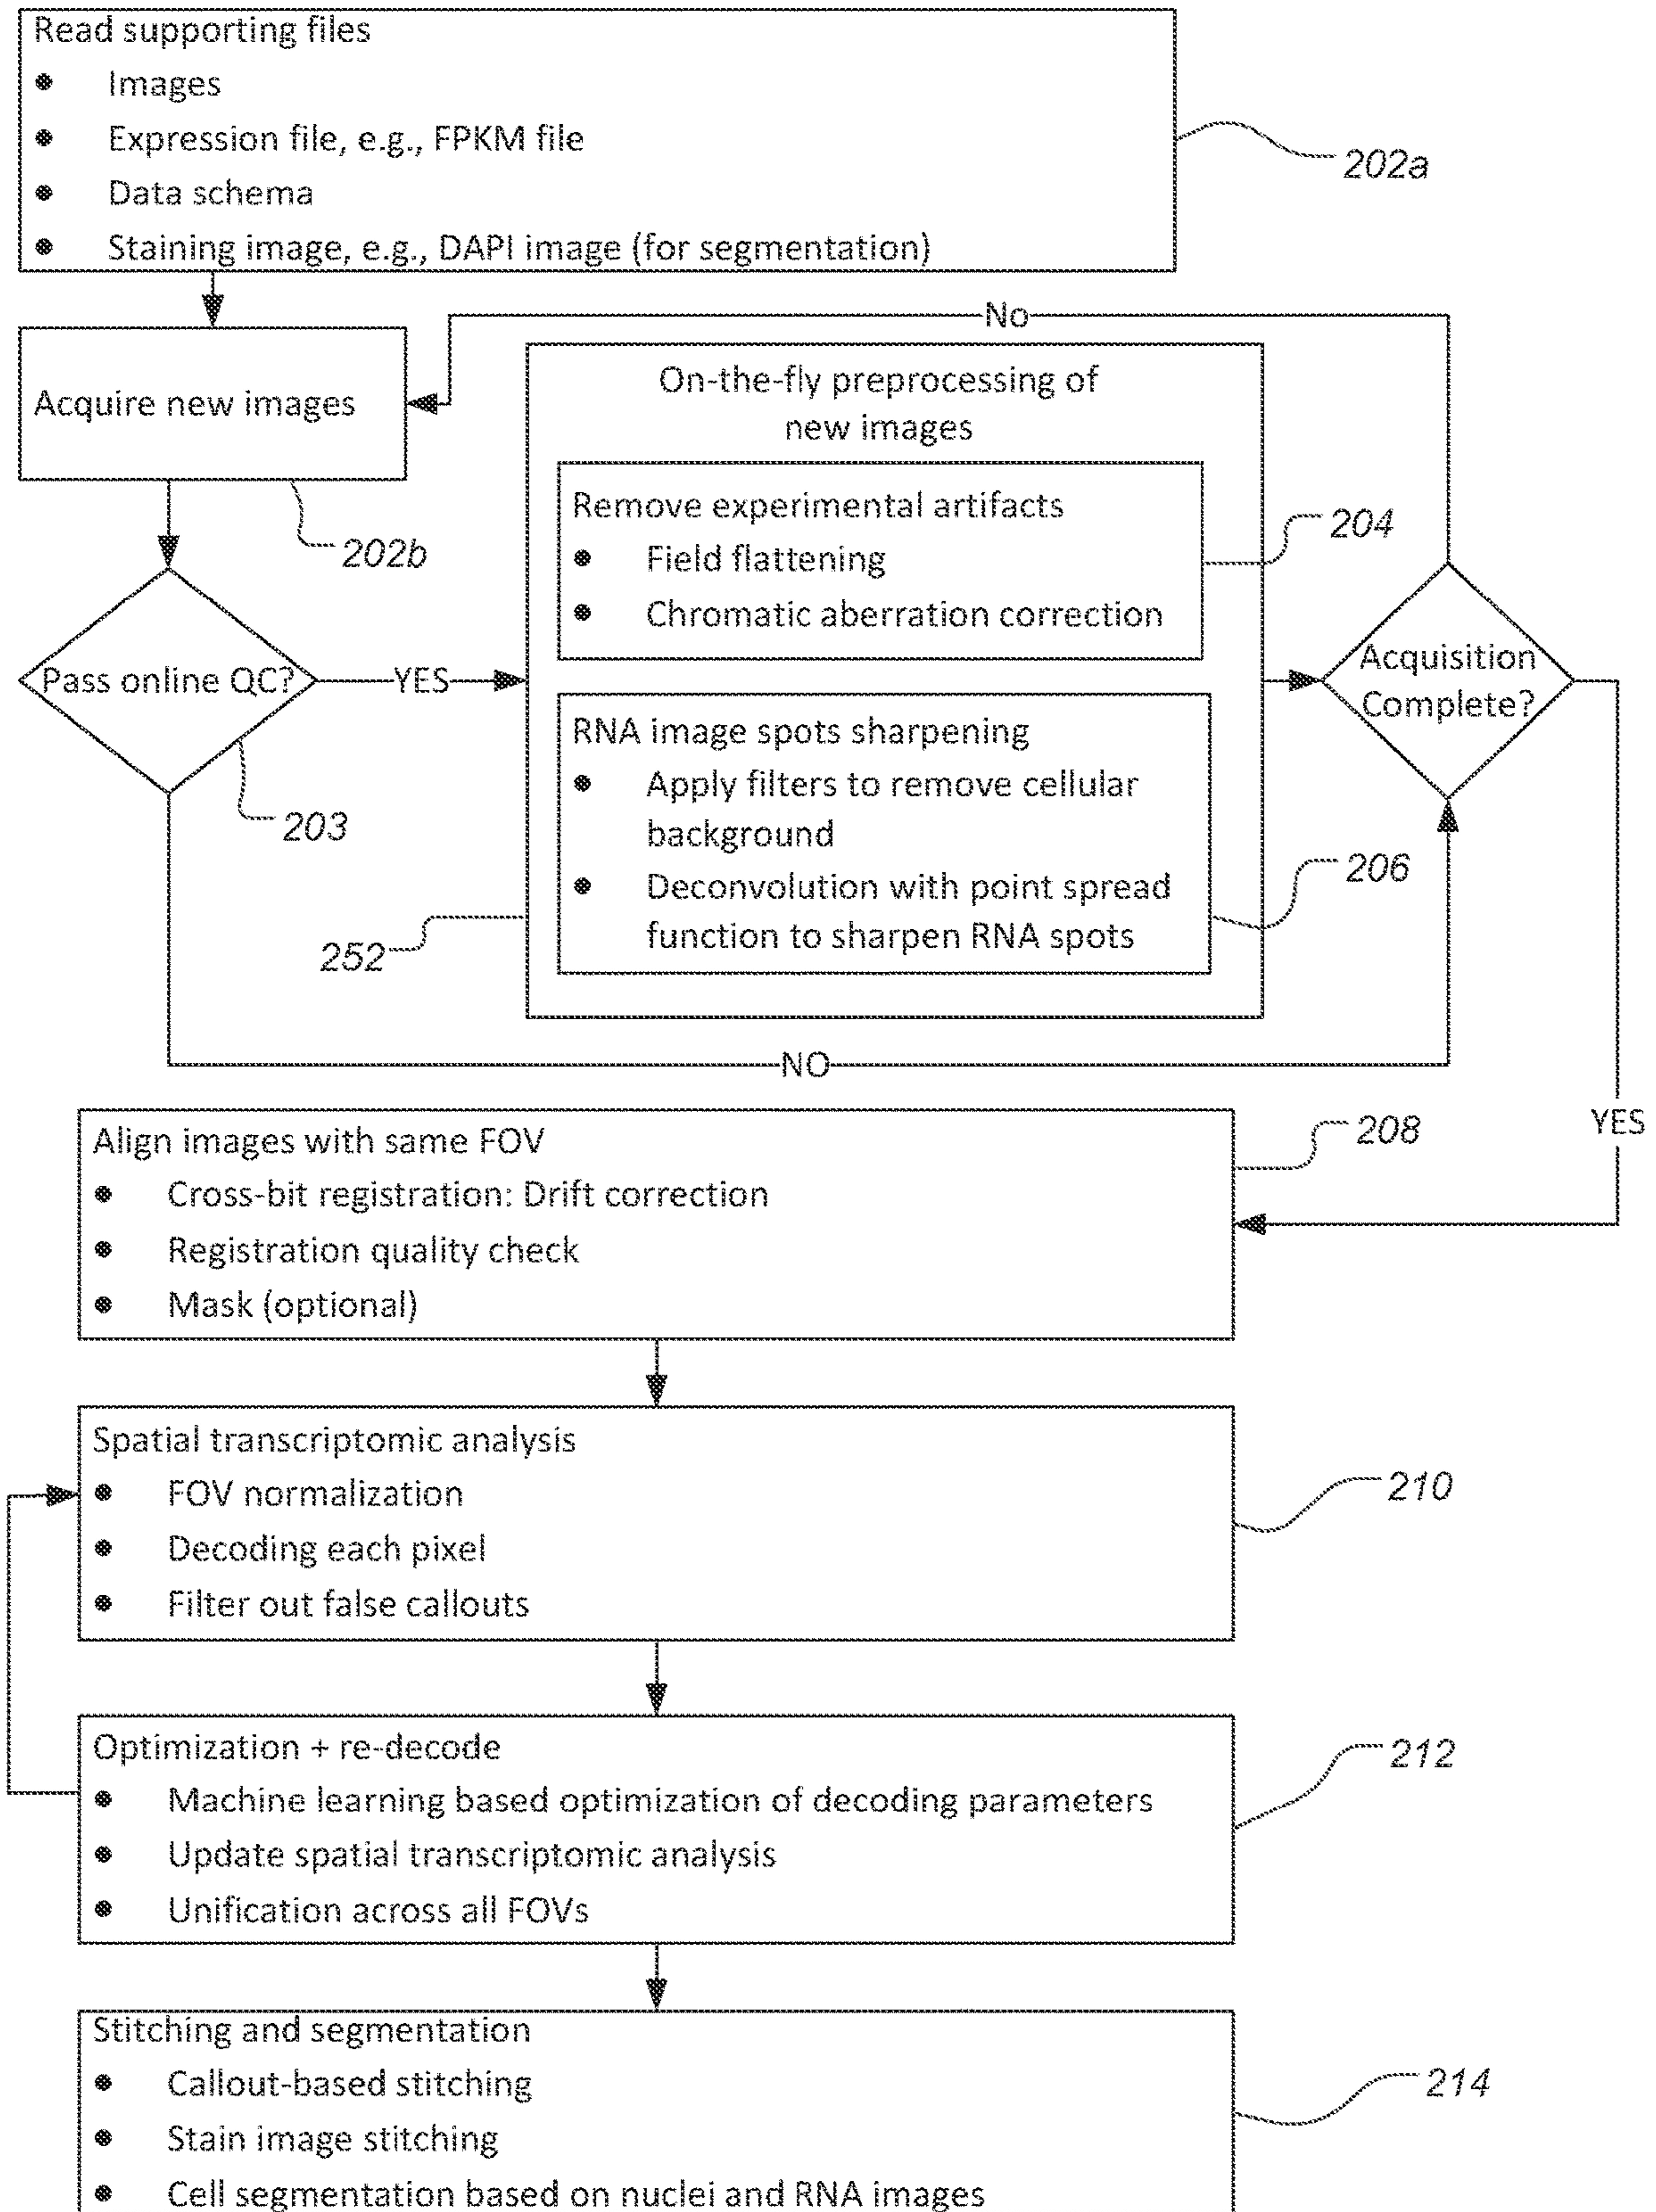 Read supporting files
• Images
• Expression file, e.g., FPKM file
• Data schema
• Staining image, e.g., DAPI image (for segmentation)
202a
No
Acquire new images
202b
On-the-fly preprocessing of
new images
Remove experimental artifacts
• Field flattening
• Chromatic aberration correction
204
Pass online QC?
YES
203
RNA image spots sharpening
• Apply filters to remove cellular
background
• Deconvolution with point spread
function to sharpen RNA spots
206
252
Acquisition
Complete?
NO
YES
Align images with same FOV
• Cross-bit registration: Drift correction
• Registration quality check
• Mask (optional)
208
Spatial transcriptomic analysis
• FOV normalization
• Decoding each pixel
• Filter out false callouts
210
Optimization + re-decode
• Machine learning based optimization of decoding parameters
• Update spatial transcriptomic analysis
• Unification across all FOVs
212
Stitching and segmentation
• Callout-based stitching
• Stain image stitching
• Cell segmentation based on nuclei and RNA images
214